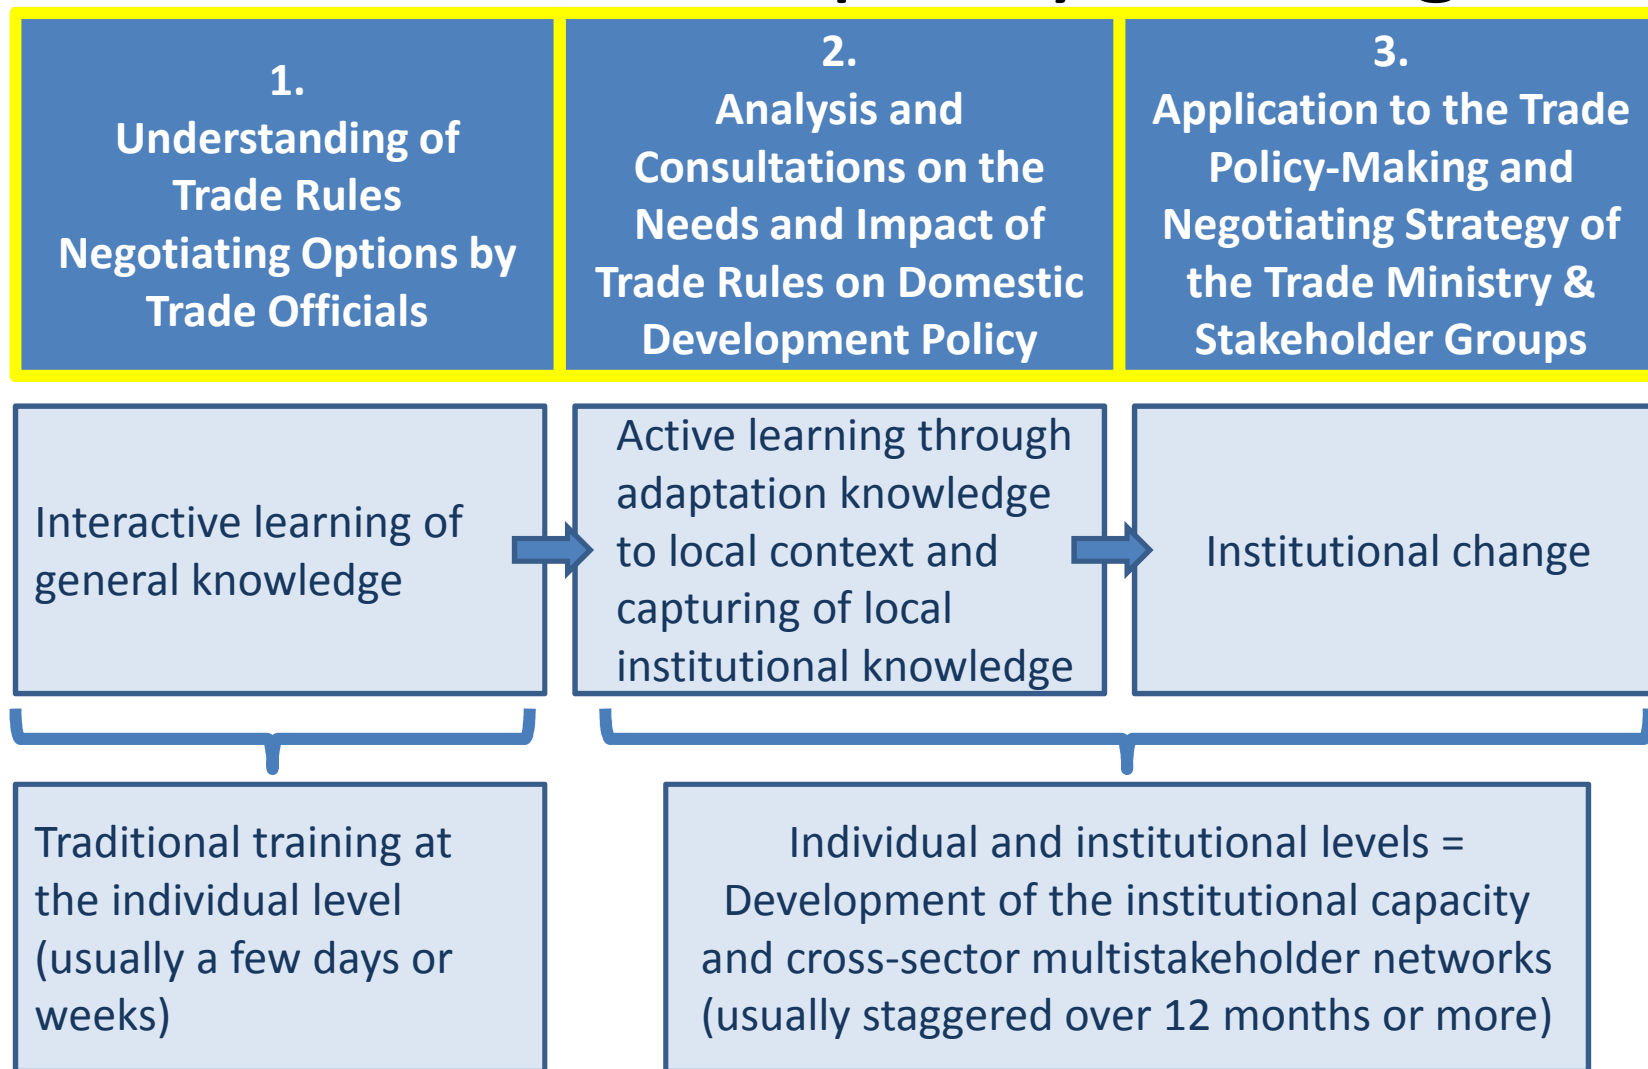 1.
Understanding of
Trade Rules
Negotiating Options by
Trade Officials
2.
Analysis and
Consultations on the
Needs and Impact of
Trade Rules on Domestic
Development Policy
3.
Application to the Trade
Policy-Making and
Negotiating Strategy of
the Trade Ministry &
Stakeholder Groups
Interactive learning of
general knowledge
Active learning through
adaptation knowledge
to local context and
capturing of local
institutional knowledge
Institutional change
Traditional training at
the individual level
(usually a few days or
weeks)
Individual and institutional levels =
Development of the institutional capacity
and cross-sector multistakeholder networks
(usually staggered over 12 months or more)